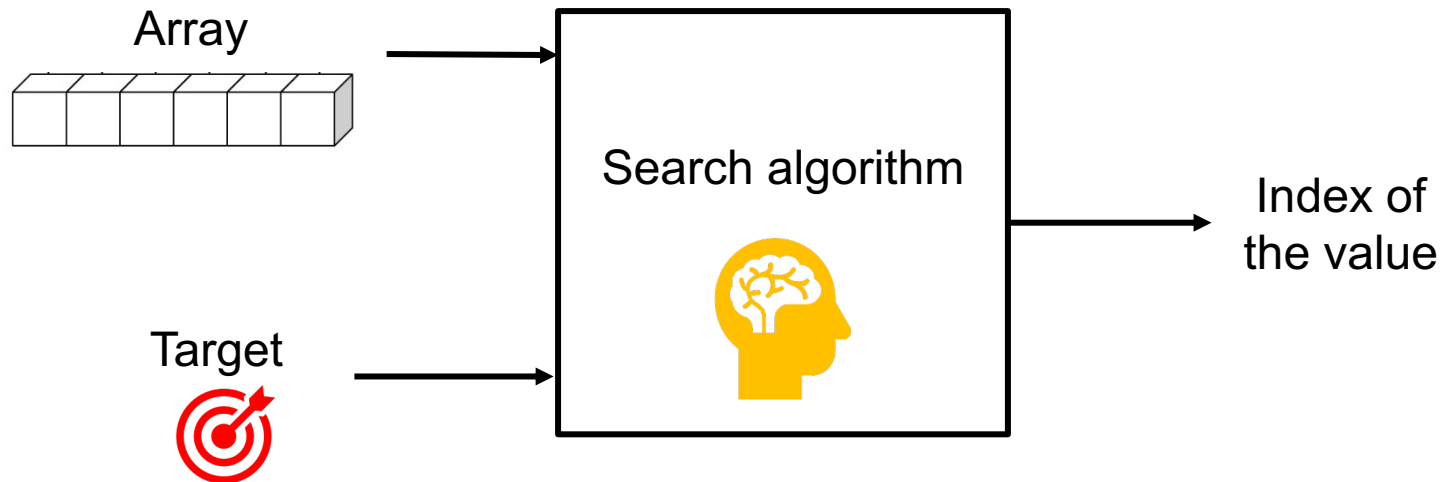 Array
Search algorithm
Index of
the value
Target